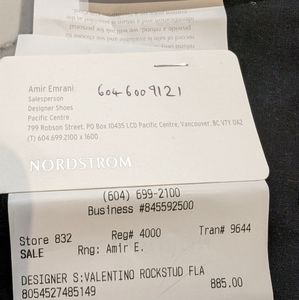 Amir Emrani
Salesperson
Designer Shoes
Pacific Centre
799 Robson Street, PO Box 10435 LCD Pacific Centre, Vancouver, BC V7Y 0A2
(T) 604.699.2100 x 1600
604 600 9121
NORDSTROM
(604) 699-2100
Business #845592500
Store 832 Reg# 4000 Tran# 9644
SALE Rng: Amir E.
DESIGNER S:VALENTINO ROCKSTUD FLA
8054527485149 885.00